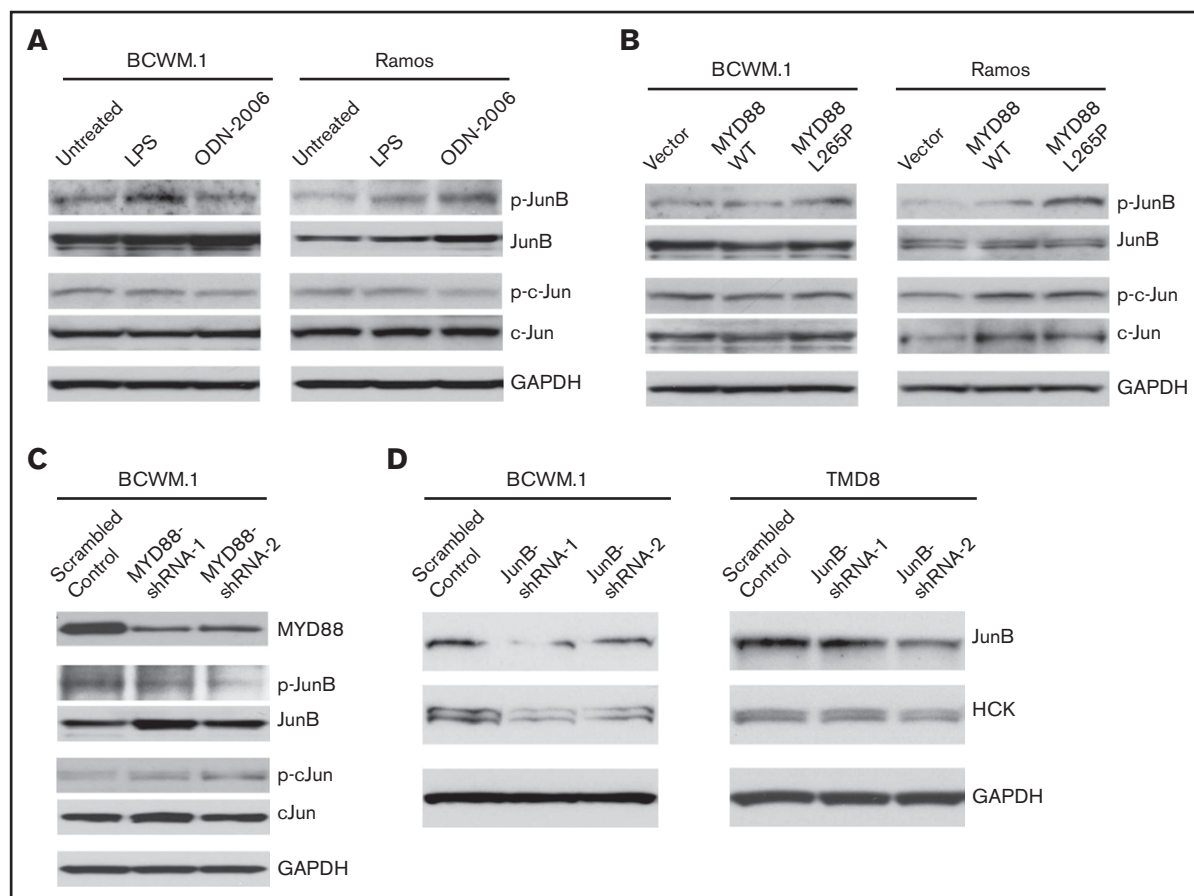 A
BCWM.1
Ramos
Untreated
LPS
ODN-2006
Untreated
LPS
ODN-2006
p-JunB
JunB
p-c-Jun
c-Jun
GAPDH
B
BCWM.1
Ramos
Vector
MYD88
WT
MYD88
L265P
Vector
MYD88
WT
MYD88
L265P
p-JunB
JunB
p-c-Jun
c-Jun
GAPDH
C
BCWM.1
Scrambled
Control
MYD88-
shRNA-1
MYD88-
shRNA-2
MYD88
p-JunB
JunB
p-cJun
cJun
GAPDH
D
BCWM.1
TMD8
Scrambled
Control
JunB-
shRNA-1
JunB-
shRNA-2
Scrambled
Control
JunB-
shRNA-1
JunB-
shRNA-2
JunB
HCK
GAPDH